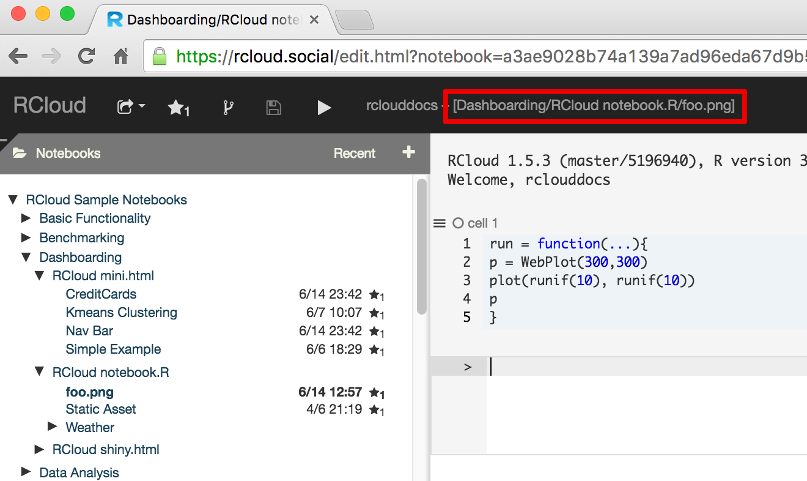 Dashboarding/RCloud note
https://rcloud.social/edit.html?notebook=a3ae9028b74a139a7ad96eda67d9b5
RCloud 1 rclouddocs - [Dashboarding/RCloud notebook.R/foo.png]
Notebooks Recent +
RCloud Sample Notebooks
Basic Functionality
Benchmarking
Dashboarding
RCloud mini.html
CreditCards 6/14 23:42 ★1
Kmeans Clustering 6/7 10:07 ★1
Nav Bar 6/14 23:42 ★1
Simple Example 6/6 18:29 ★1
RCloud notebook.R
foo.png 6/14 12:57 ★1
Static Asset 4/6 21:19 ★1
Weather
RCloud shiny.html
Data Analysis
RCloud 1.5.3 (master/5196940), R version 3
Welcome, rclouddocs
cell 1
1 run = function(...){
2 p = WebPlot(300,300)
3 plot(runif(10), runif(10))
4 p
5 }
>